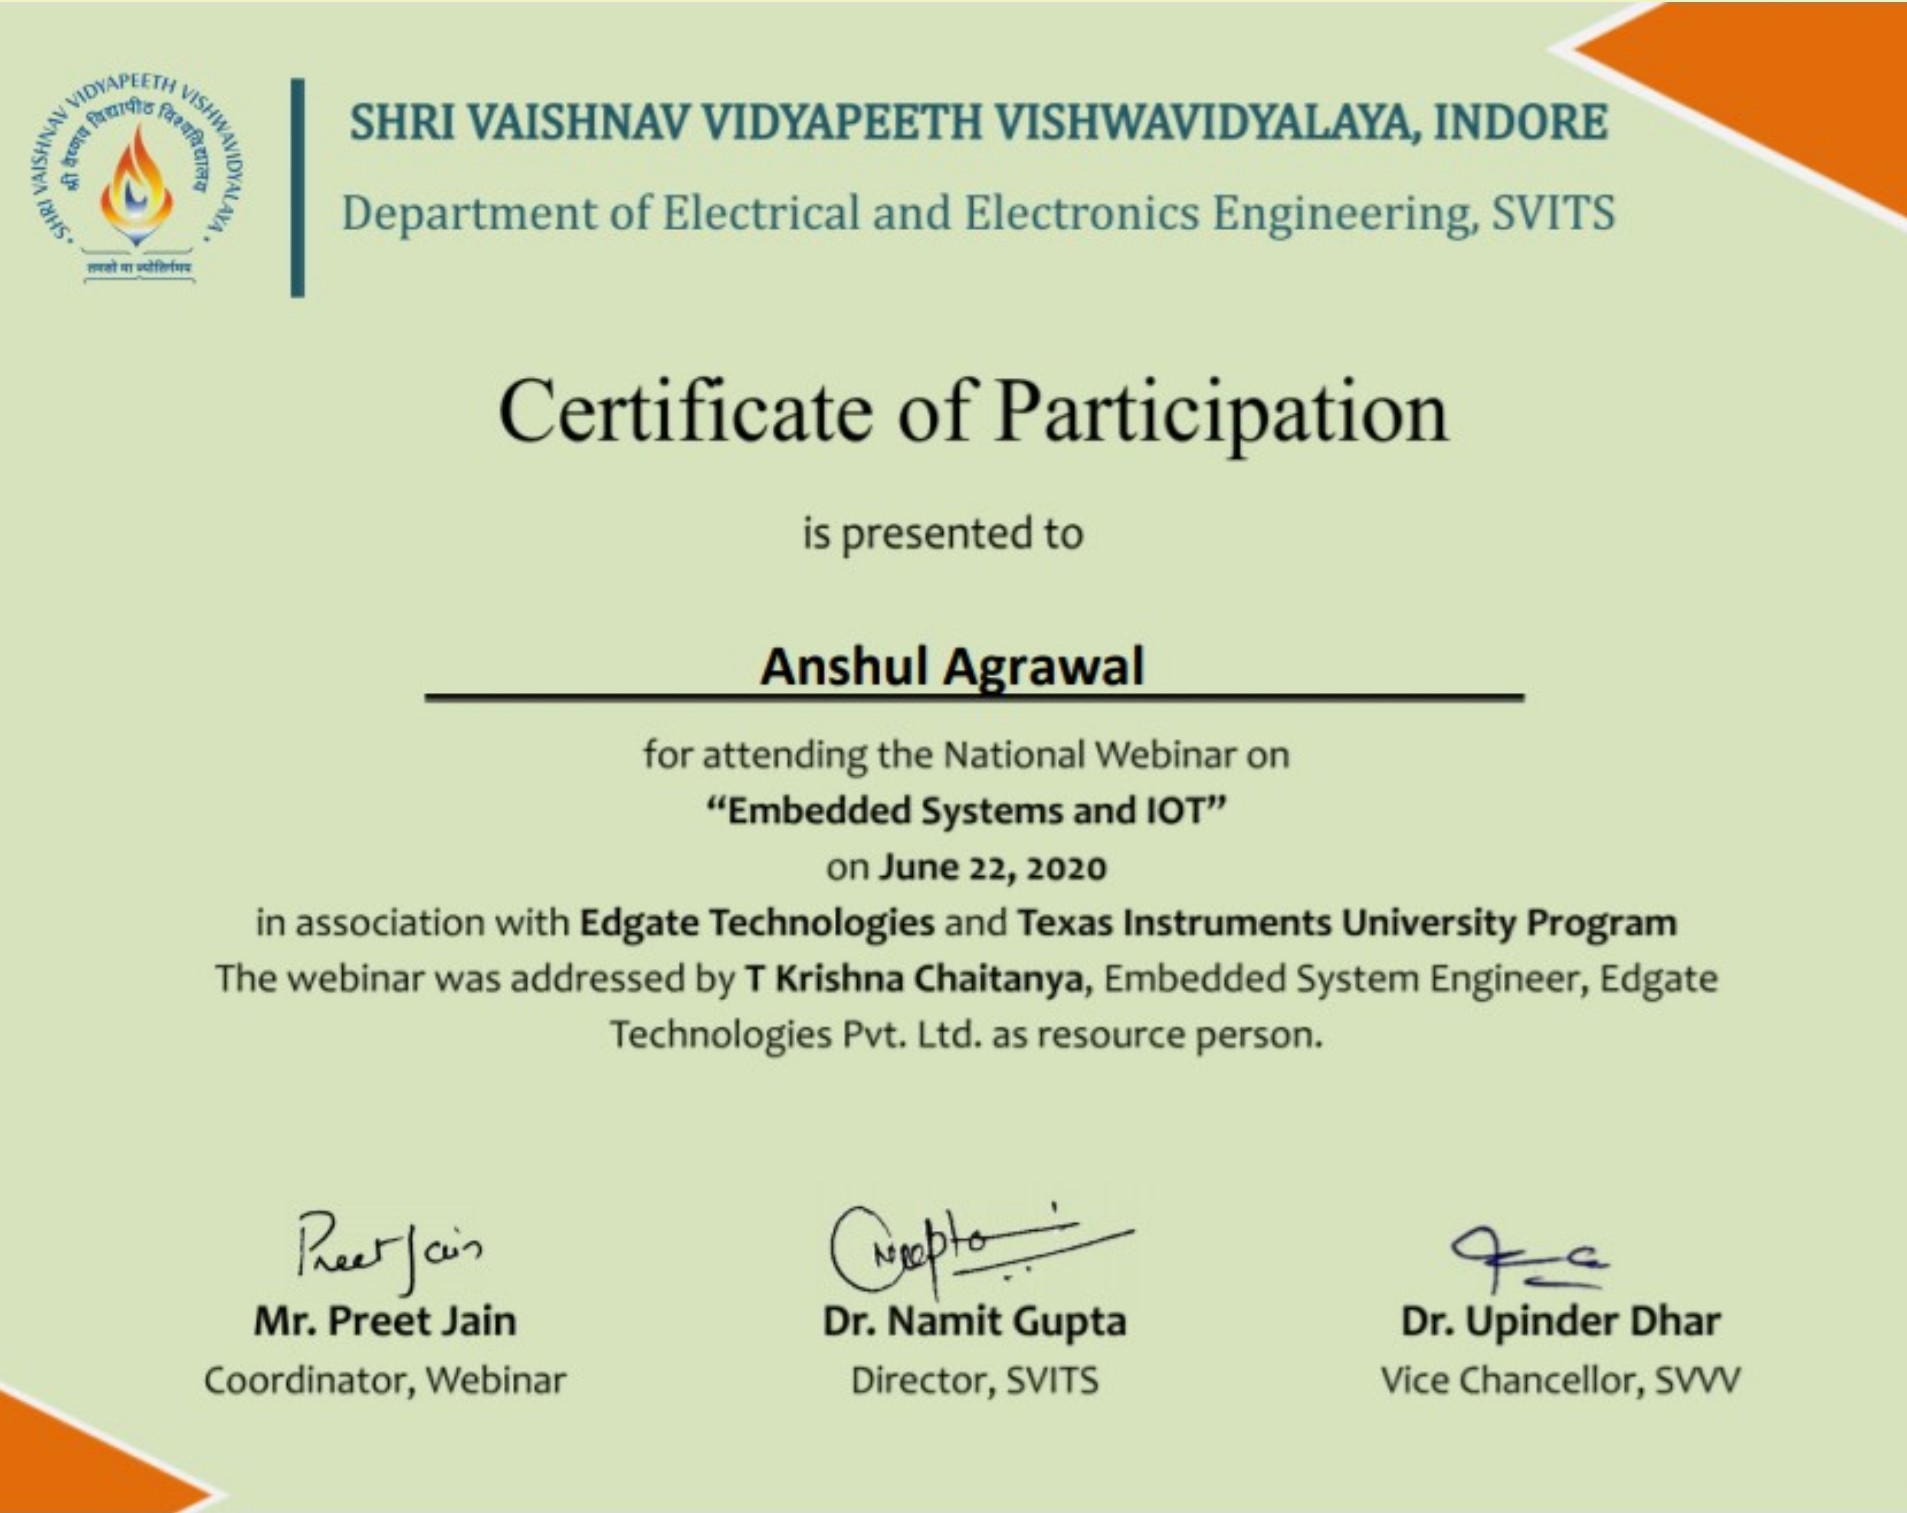 SHRI VAISHNAV VIDYAPEETH VISHWAVIDYALAYA
श्री वैष्णव विद्यापीठ विश्वविद्यालय
तमसो मा ज्योतिर्गमय
SHRI VAISHNAV VIDYAPEETH VISHWAVIDYALAYA, INDORE
Department of Electrical and Electronics Engineering, SVITS
Certificate of Participation
is presented to
Anshul Agrawal
for attending the National Webinar on
“Embedded Systems and IOT”
on June 22, 2020
in association with Edgate Technologies and Texas Instruments University Program
The webinar was addressed by T Krishna Chaitanya, Embedded System Engineer, Edgate
Technologies Pvt. Ltd. as resource person.
Preet Jain
Mr. Preet Jain
Coordinator, Webinar
Dr. Namit Gupta
Director, SVITS
Dr. Upinder Dhar
Vice Chancellor, SVVV